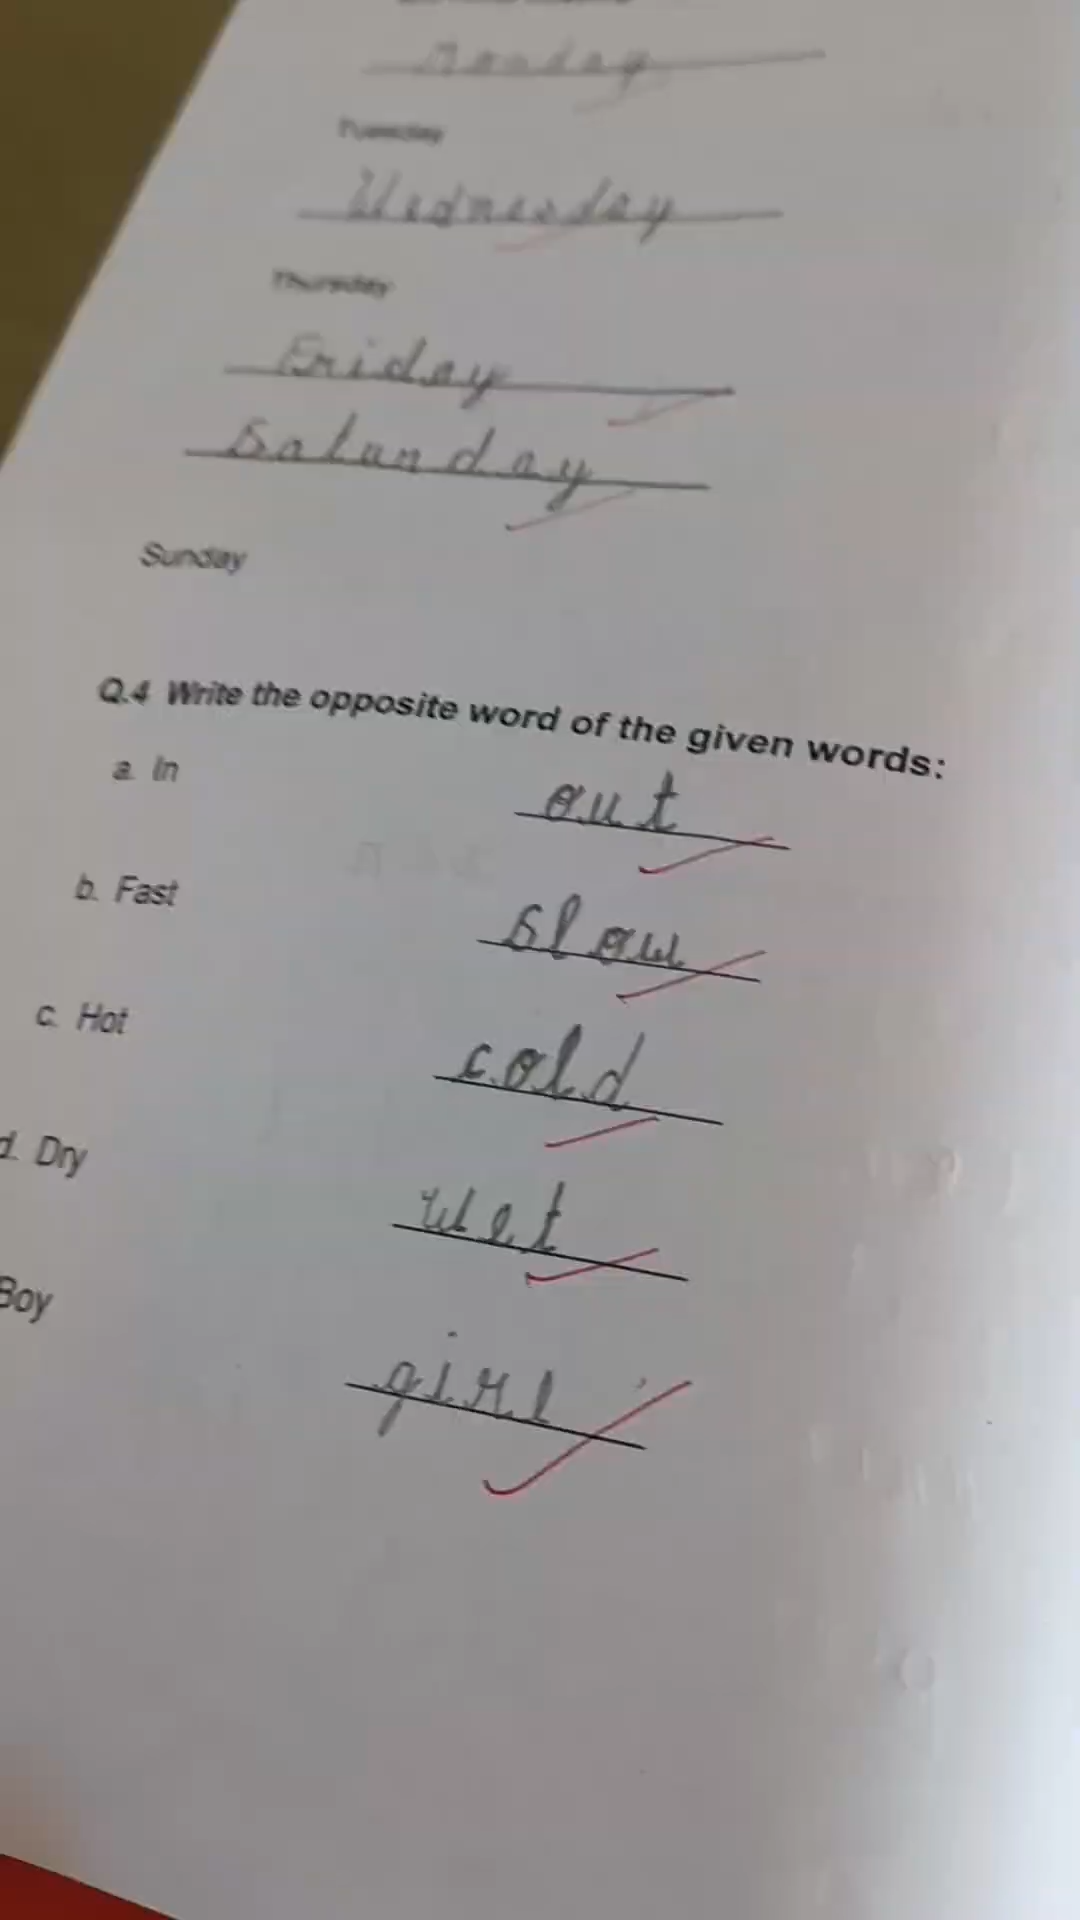 Monday
Tuesday
Wednesday
Thursday
Friday
Saturday
Sunday
Q.4 Write the opposite word of the given words:
a. In out
b. Fast slow
c. Hot cold
d. Dry wet
Boy girl